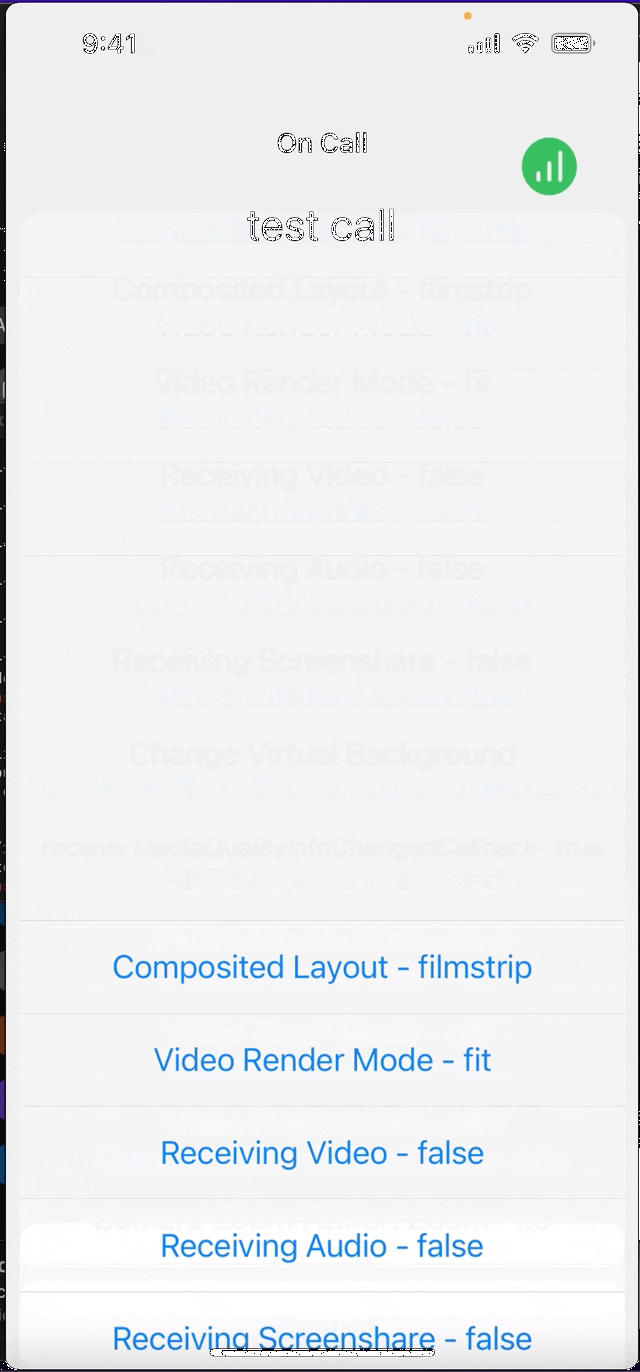 9:41
On Call
test call
Composited Layout - filmstrip
Video Render Mode - fit
Receiving Video - false
Receiving Audio - false
Receiving Screenshare - false
Change Virtual Background
receive MediaQualityInfoChangedCallback- true
Composited Layout - filmstrip
Video Render Mode - fit
Receiving Video - false
Receiving Audio - false
Receiving Screenshare - false